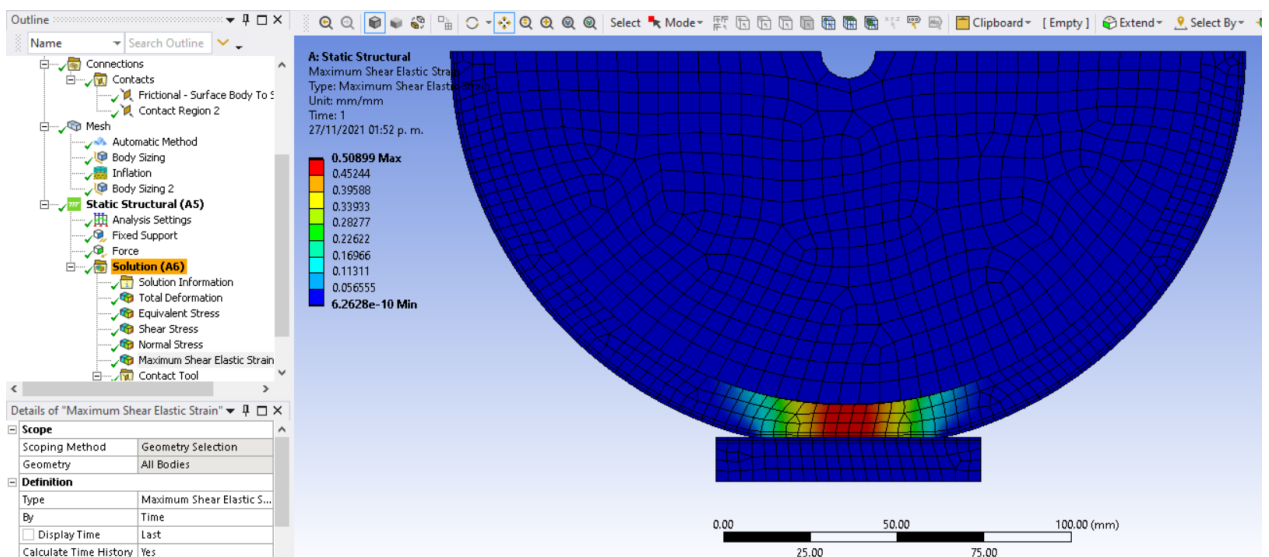 Outline
Select Mode Clipboard [ Empty ] Extend Select By
Name Search Outline
Connections
Contacts
Frictional - Surface Body To S
Contact Region 2
Mesh
Automatic Method
Body Sizing
Inflation
Body Sizing 2
Static Structural (A5)
Analysis Settings
Fixed Support
Force
Solution (A6)
Solution Information
Total Deformation
Equivalent Stress
Shear Stress
Normal Stress
Maximum Shear Elastic Strain
Contact Tool
Details of "Maximum Shear Elastic Strain"
Scope
Scoping Method Geometry Selection
Geometry All Bodies
Definition
Type Maximum Shear Elastic S...
By Time
Display Time Last
Calculate Time History Yes
A: Static Structural
Maximum Shear Elastic Strain
Type: Maximum Shear Elastic
Unit: mm/mm
Time: 1
27/11/2021 01:52 p. m.
0.50899 Max
0.45244
0.39588
0.33933
0.28277
0.22622
0.16966
0.11311
0.056555
6.2628e-10 Min
0.00 50.00 100.00 (mm)
25.00 75.00